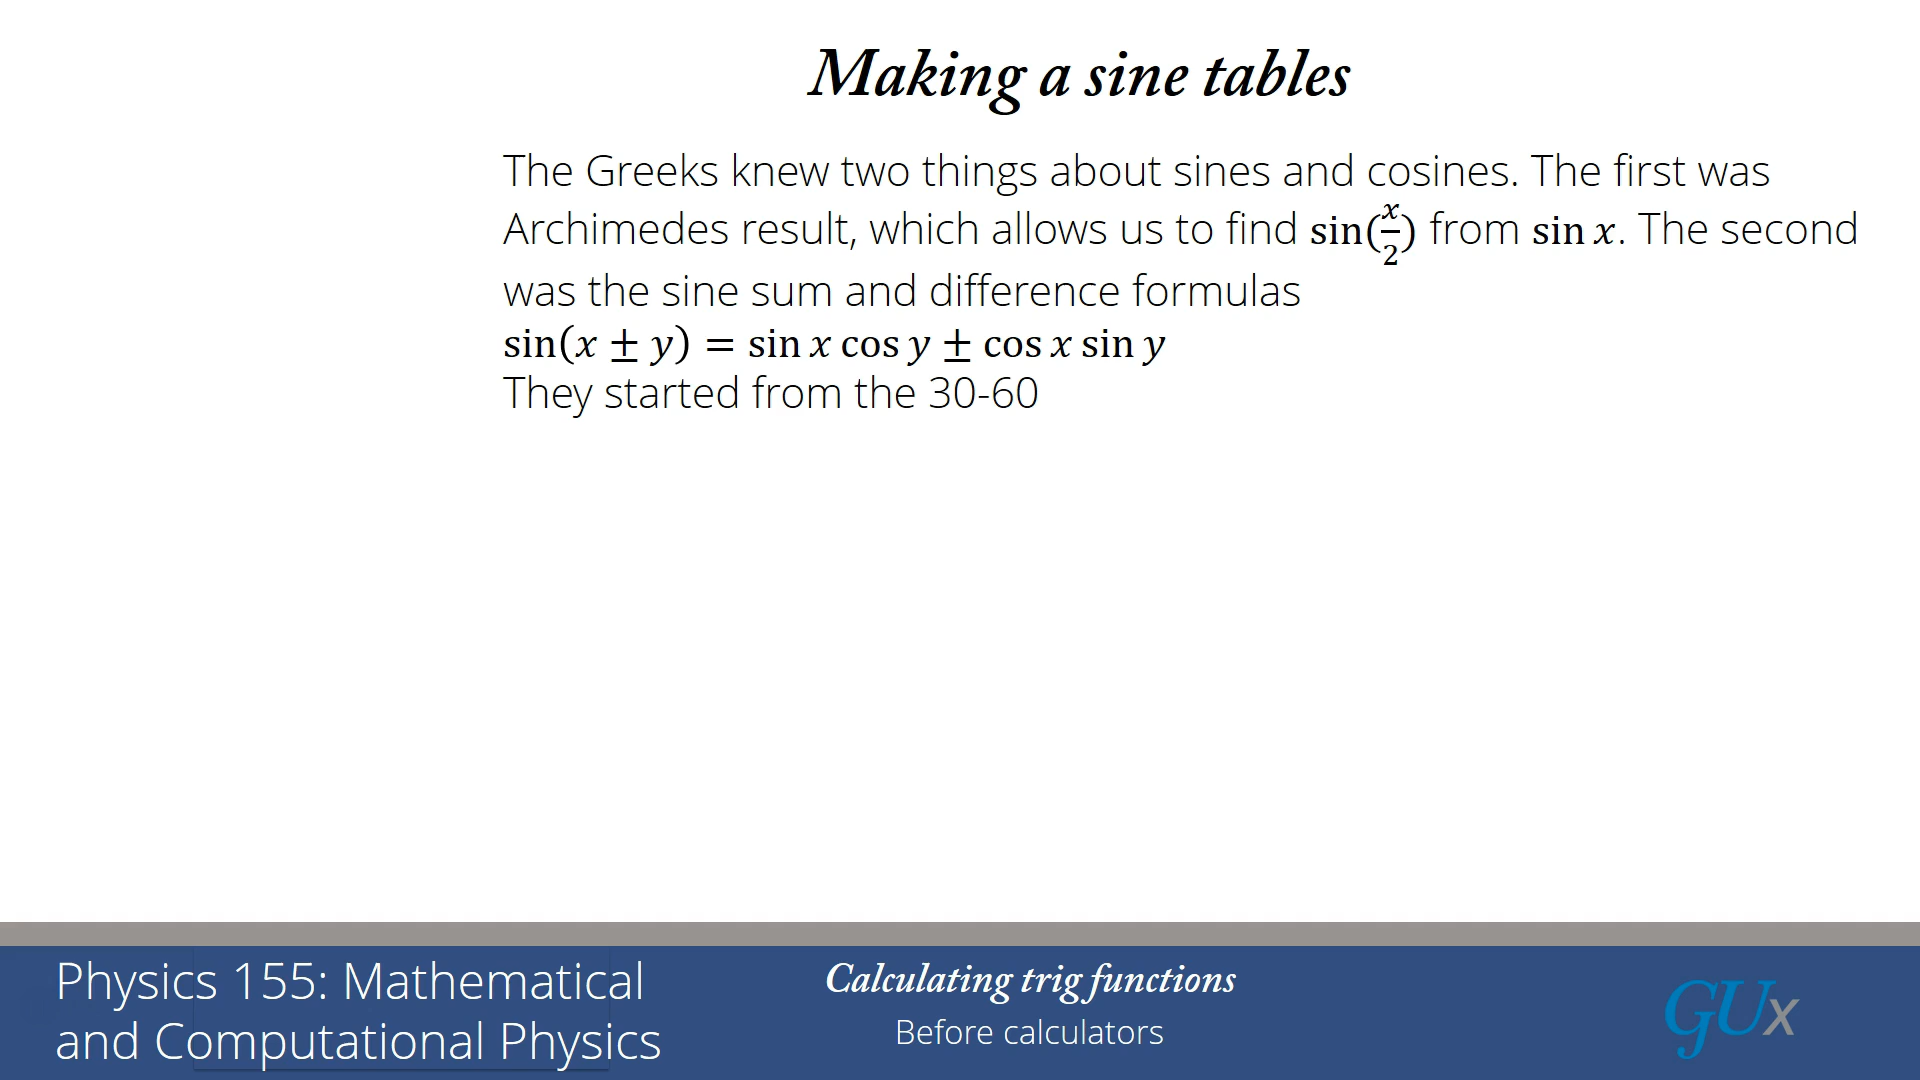 Making a sine tables
The Greeks knew two things about sines and cosines. The first was
Archimedes result, which allows us to find sin(x/2) from sin x. The second
was the sine sum and difference formulas
sin(x ± y) = sin x cos y ± cos x sin y
They started from the 30-60
Physics 155: Mathematical
and Computational Physics
Calculating trig functions
Before calculators
GUx